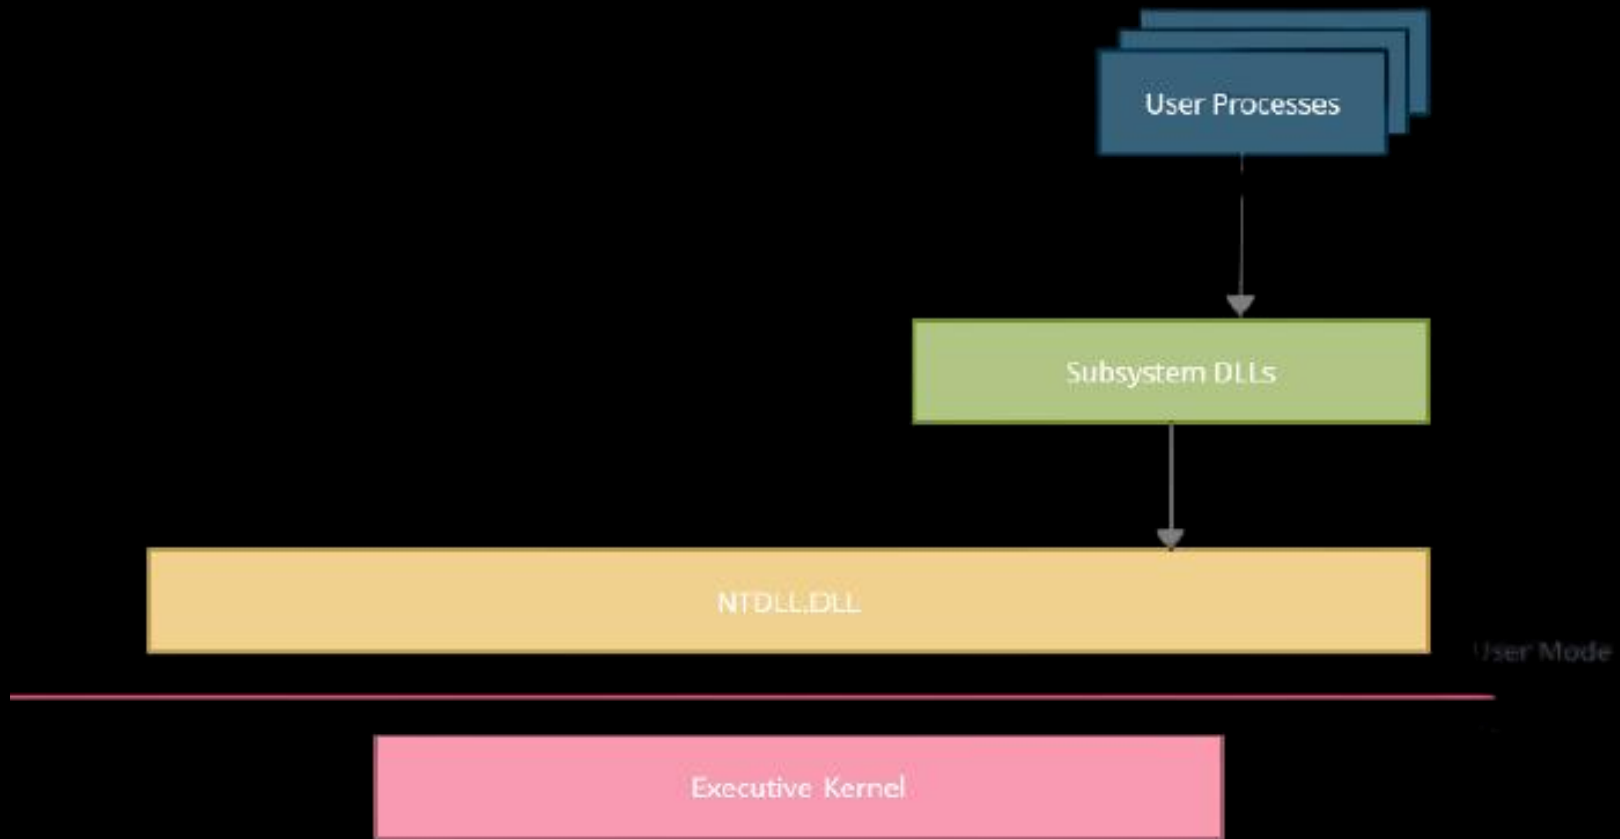 User Processes
Subsystem DLLs
NTDLL.DLL
User Mode
Executive Kernel